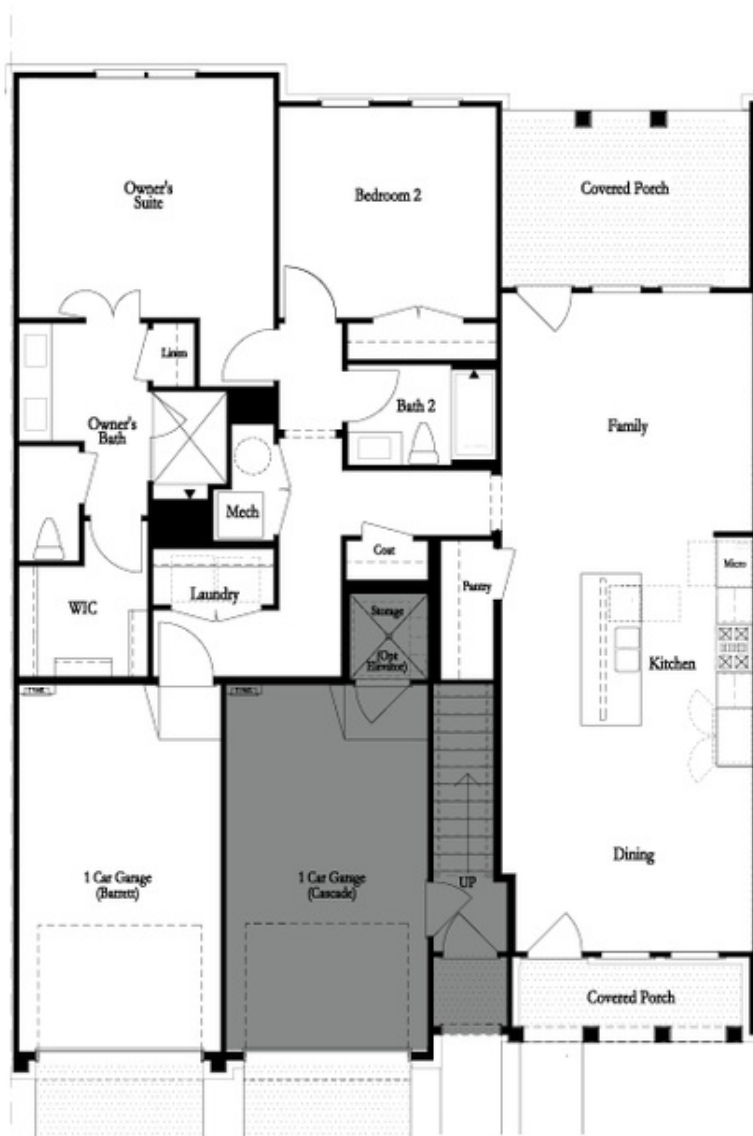 Owner's
Suite
Bedroom 2
Covered Porch
Linen
Owner's
Bath
Bath 2
Family
Mech
Coat
Micro
Pantry
Laundry
WIC
Storage
(Opt
Elevator)
Kitchen
Dining
1 Car Garage
(Barrett)
1 Car Garage
(Cascade)
UP
Covered Porch